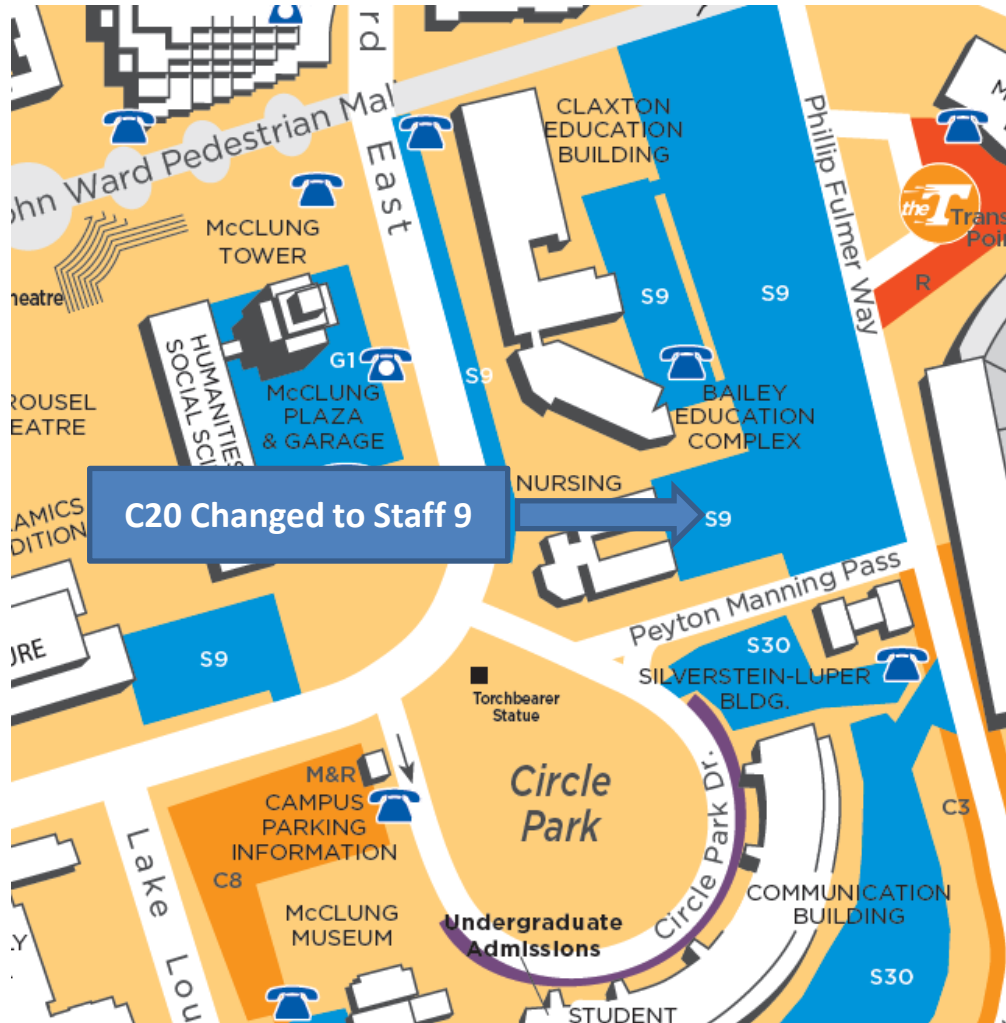 rd East
John Ward Pedestrian Mal
CLAXTON
EDUCATION
BUILDING
Phillip Fulmer Way
the T
Trans
Poi
R
McCLUNG
TOWER
heatre
S9
S9
G1
S9
HUMANITIES
SOCIAL SCI
McCLUNG
PLAZA
& GARAGE
ROUSEL
EATRE
BAILEY
EDUCATION
COMPLEX
C20 Changed to Staff 9
NURSING
S9
RAMICS
DITION
Peyton Manning Pass
URE
S9
S30
SILVERSTEIN-LUPER
BLDG.
Torchbearer
Statue
M&R
CAMPUS
PARKING
INFORMATION
C8
Circle
Park
Circle Park Dr.
C3
Lake Lou
McCLUNG
MUSEUM
Undergraduate
Admissions
COMMUNICATION
BUILDING
LY
S30
STUDENT